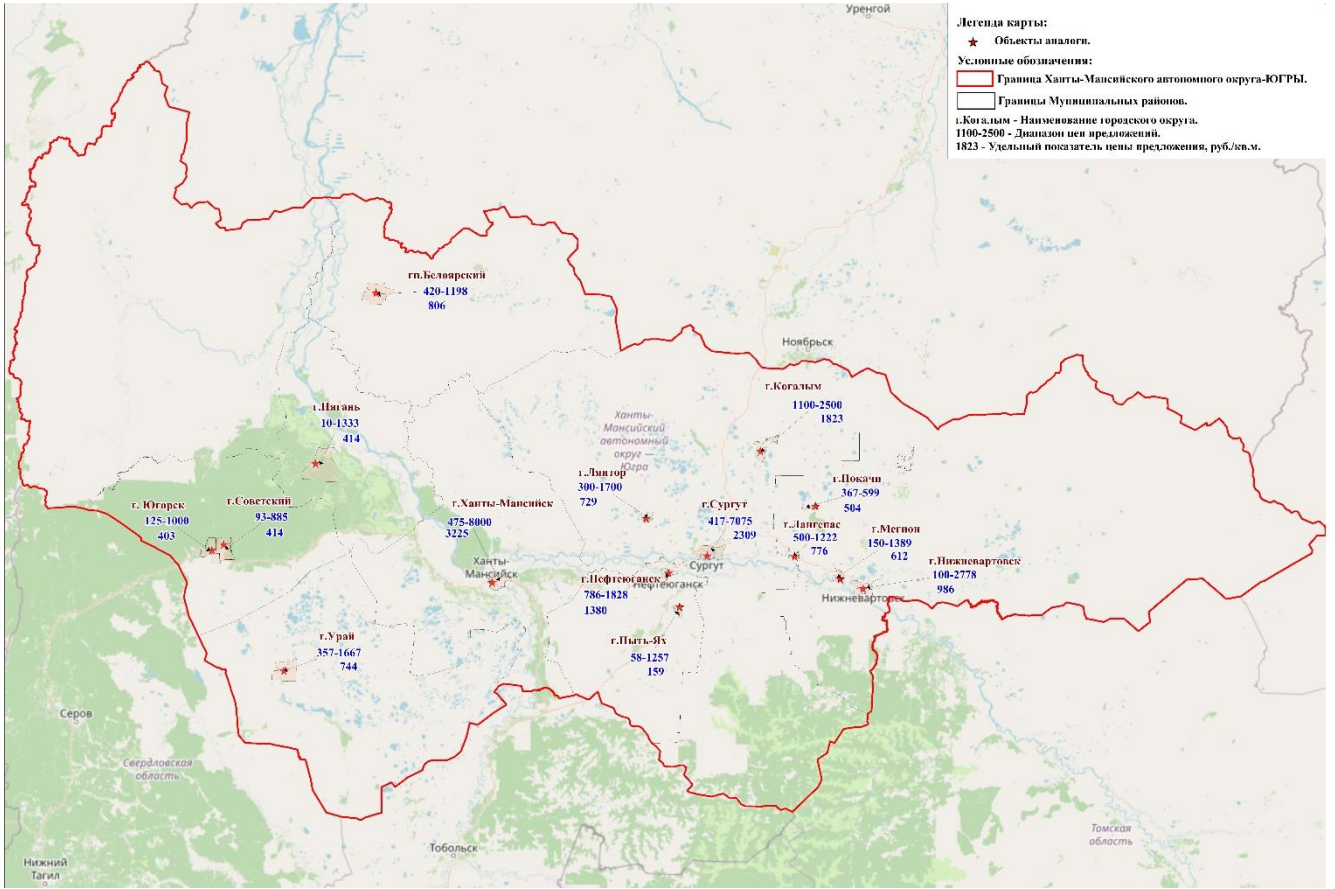 Уренгой
Легенда карты:
Объекты аналоги.
Условные обозначения:
Граница Ханты-Мансийского автономного округа-ЮГРЫ.
Границы Муниципальных районов.
г.Когалым - Наименование городского округа.
1100-2500 - Диапазон цен предложений.
1823 - Удельный показатель цены предложения, руб./кв.м.
гп.Белоярский
420-1198
806
Ноябрьск
г.Когалым
1100-2500
1823
г.Нягань
10-1333
414
Ханты-
Мансийский
автономный
округ —
Югра
г.Лянтор
300-1700
729
г.Покачи
367-599
504
г. Югорск
125-1000
403
г.Советский
93-885
414
г.Ханты-Мансийск
475-8000
3225
г.Сургут
417-7075
2309
г.Лангепас
500-1222
776
г.Мегион
150-1389
612
Ханты-
Мансийск
Сургут
г.Нижневартовск
100-2778
986
г.Нефтеюганск
786-1828
1380
Нефтеюганск
Нижневартовск
г.Пыть-Ях
58-1257
159
г.Урай
357-1667
744
Серов
Свердловская
область
Томская
область
Тобольск
Нижний
Тагил